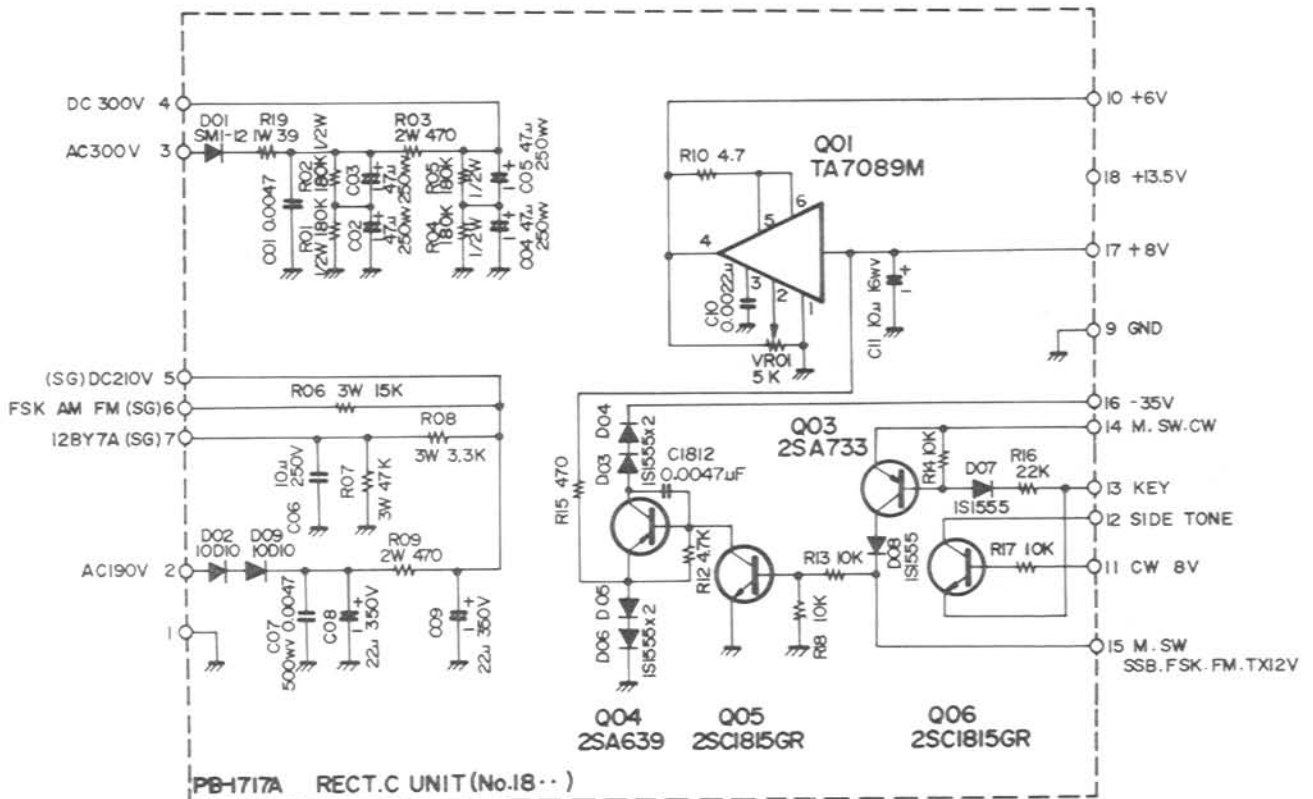 DC 300V 4
AC300V 3
D01
SM1-12
R19
1W 39
R03
2W 470
C01 0.0047
R02
180K 1/2W
R01
1/2W 180K
C03
47μ
250WV
C02
47μ
250WV
R05
180K
1/2W
R04
180K
1/2W
C05 47μ
250WV
C04 47μ
250WV
Q01
TA7089M
R10 4.7
6
5
4
3
2
1
C10
0.0022μ
VR01
5K
C11 10μ 16WV
10 +6V
18 +13.5V
17 +8V
9 GND
16 -35V
14 M.SW.CW
13 KEY
12 SIDE TONE
11 CW 8V
15 M.SW
SSB.FSK.FM.TX12V
(SG)DC210V 5
FSK AM FM (SG)6
12BY7A (SG)7
R06 3W 15K
R08
3W 3.3K
10μ
250V
C06
R07
3W 47K
D02
10D10
D09
10D10
R09
2W 470
AC190V 2
1
C07
500WV 0.0047
C08
22μ 350V
C09
22μ 350V
R15 470
D04
D03
1S1555x2
C1812
0.0047μF
R12 4.7K
D05
D06
1S1555x2
Q03
2SA733
R14 10K
D07
1S1555
R16
22K
D08
1S1555
R17 10K
R13 10K
R18 10K
Q04
2SA639
Q05
2SC1815GR
Q06
2SC1815GR
PB-1717A RECT.C UNIT (No.18··)